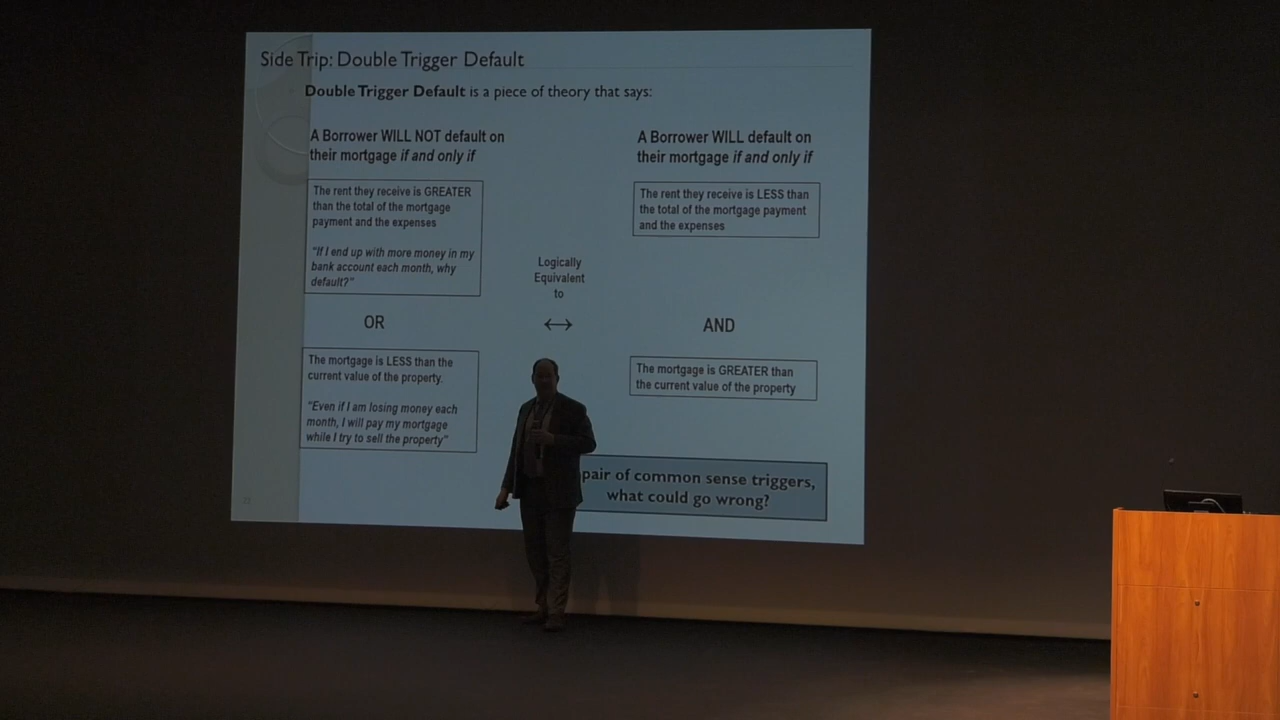 Side Trip: Double Trigger Default
Double Trigger Default is a piece of theory that says:
A Borrower WILL NOT default on
their mortgage if and only if
The rent they receive is GREATER
than the total of the mortgage
payment and the expenses
"If I end up with more money in my
bank account each month, why
default?"
OR
The mortgage is LESS than the
current value of the property.
"Even if I am losing money each
month, I will pay my mortgage
while I try to sell the property"
Logically
Equivalent
to
↔
A Borrower WILL default on
their mortgage if and only if
The rent they receive is LESS than
the total of the mortgage payment
and the expenses
AND
The mortgage is GREATER than
the current value of the property
pair of common sense triggers,
what could go wrong?